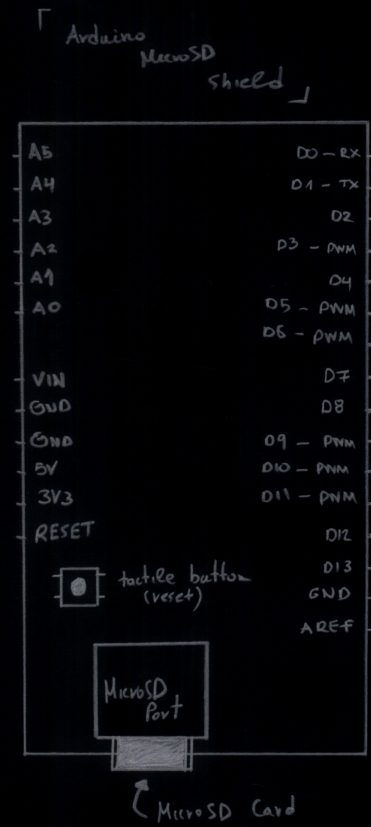 Arduino
MicroSD
Shield
A5
A4
A3
A2
A1
A0
VIN
GND
GND
5V
3V3
RESET
D0 - RX
D1 - TX
D2
D3 - PWM
D4
D5 - PWM
D6 - PWM
D7
D8
D9 - PWM
D10 - PWM
D11 - PWM
D12
D13
GND
AREF
tactile button
(reset)
MicroSD
Port
MicroSD Card